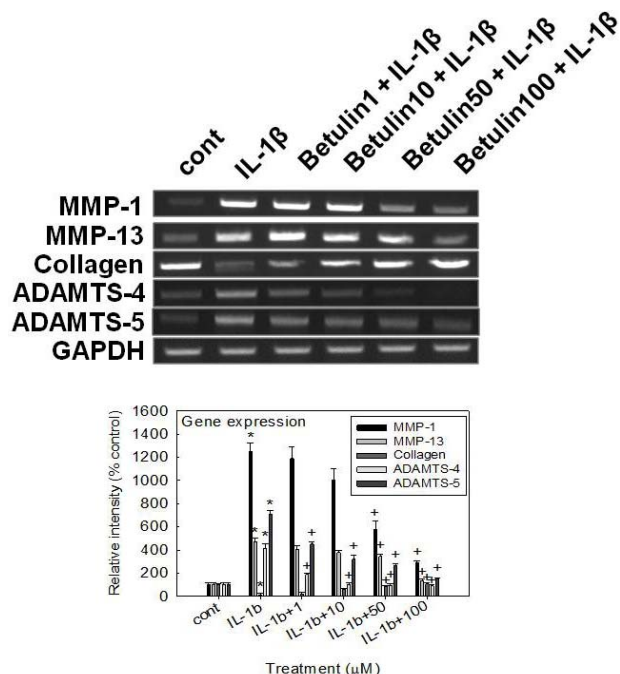 cont
IL-1β
Betulin1 + IL-1β
Betulin10 + IL-1β
Betulin50 + IL-1β
Betulin100 + IL-1β
MMP-1
MMP-13
Collagen
ADAMTS-4
ADAMTS-5
GAPDH
Gene expression
MMP-1
MMP-13
Collagen
ADAMTS-4
ADAMTS-5
Relative intensity (% control)
1600
1400
1200
1000
800
600
400
200
0
* * * * *
+ +
+ +
+ + + + +
+ + + + +
cont
IL-1b
IL-1b+1
IL-1b+10
IL-1b+50
IL-1b+100
Treatment (μM)